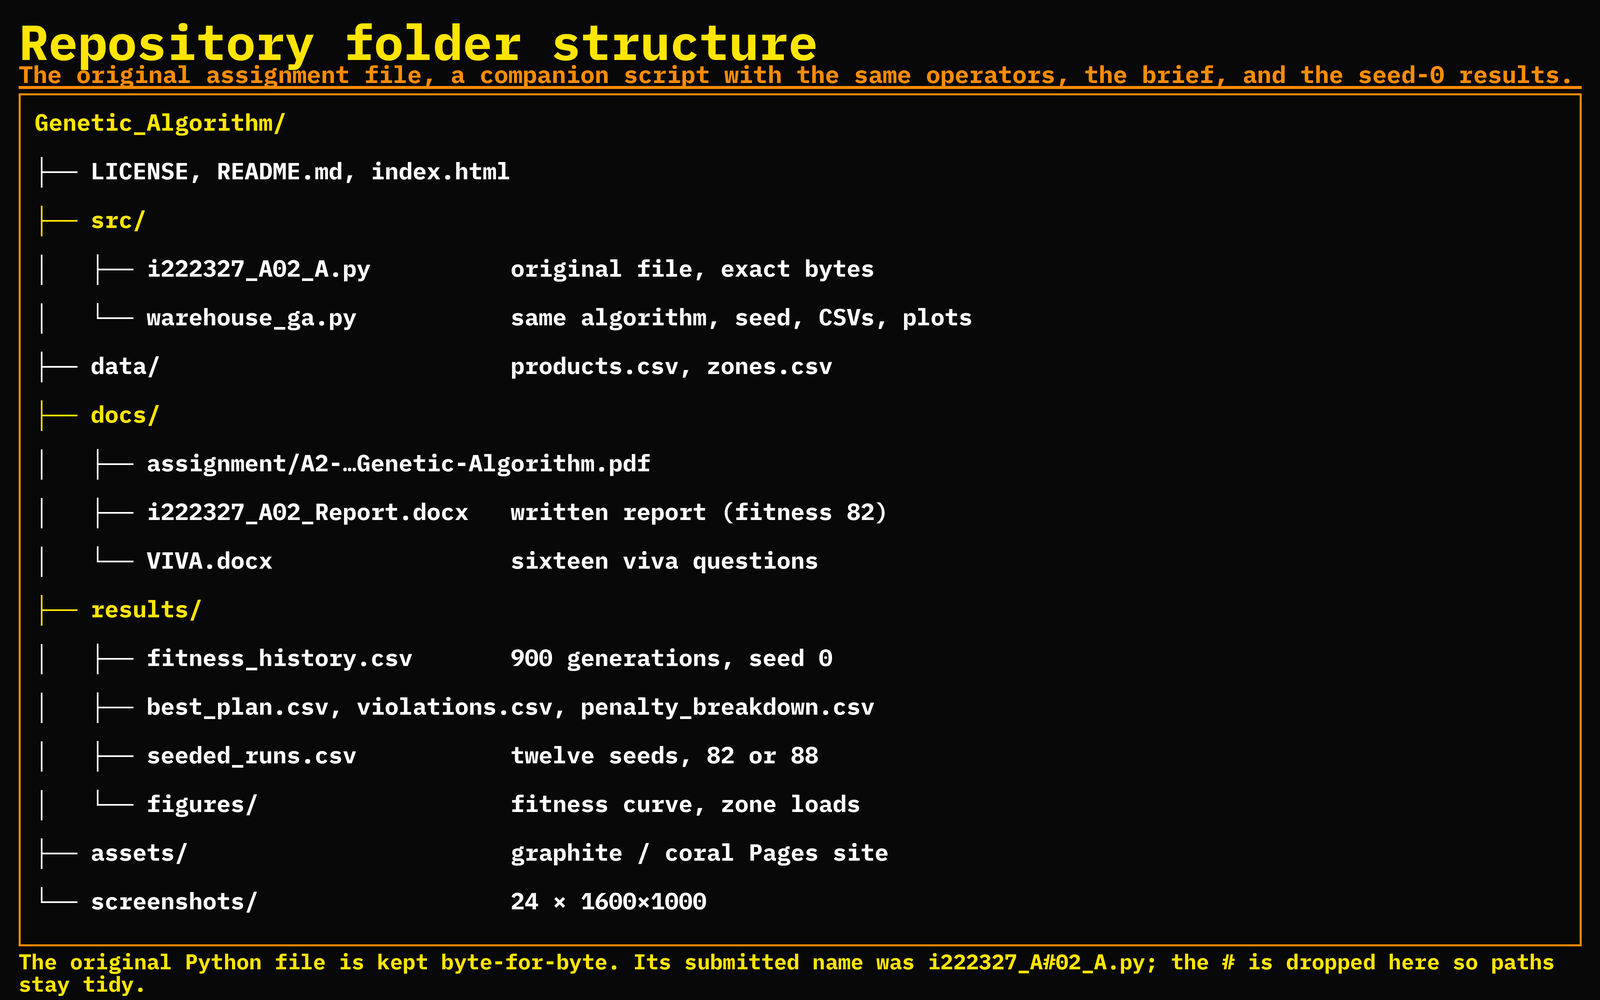 Repository folder structure
The original assignment file, a companion script with the same operators, the brief, and the seed-0 results.
Genetic_Algorithm/
├── LICENSE, README.md, index.html
├── src/
│   ├── i222327_A02_A.py          original file, exact bytes
│   └── warehouse_ga.py           same algorithm, seed, CSVs, plots
├── data/                         products.csv, zones.csv
├── docs/
│   ├── assignment/A2-…Genetic-Algorithm.pdf
│   ├── i222327_A02_Report.docx   written report (fitness 82)
│   └── VIVA.docx                 sixteen viva questions
├── results/
│   ├── fitness_history.csv       900 generations, seed 0
│   ├── best_plan.csv, violations.csv, penalty_breakdown.csv
│   ├── seeded_runs.csv           twelve seeds, 82 or 88
│   └── figures/                  fitness curve, zone loads
├── assets/                       graphite / coral Pages site
└── screenshots/                  24 × 1600×1000
The original Python file is kept byte-for-byte. Its submitted name was i222327_A#02_A.py; the # is dropped here so paths
stay tidy.